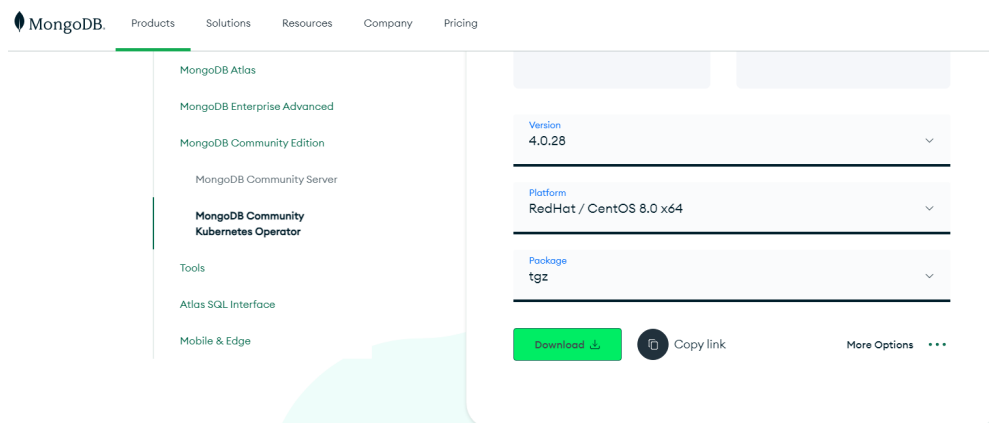 MongoDB.
Products
Solutions
Resources
Company
Pricing
MongoDB Atlas
MongoDB Enterprise Advanced
MongoDB Community Edition
MongoDB Community Server
MongoDB Community
Kubernetes Operator
Tools
Atlas SQL Interface
Mobile & Edge
Version
4.0.28
Platform
RedHat / CentOS 8.0 x64
Package
tgz
Download
Copy link
More Options